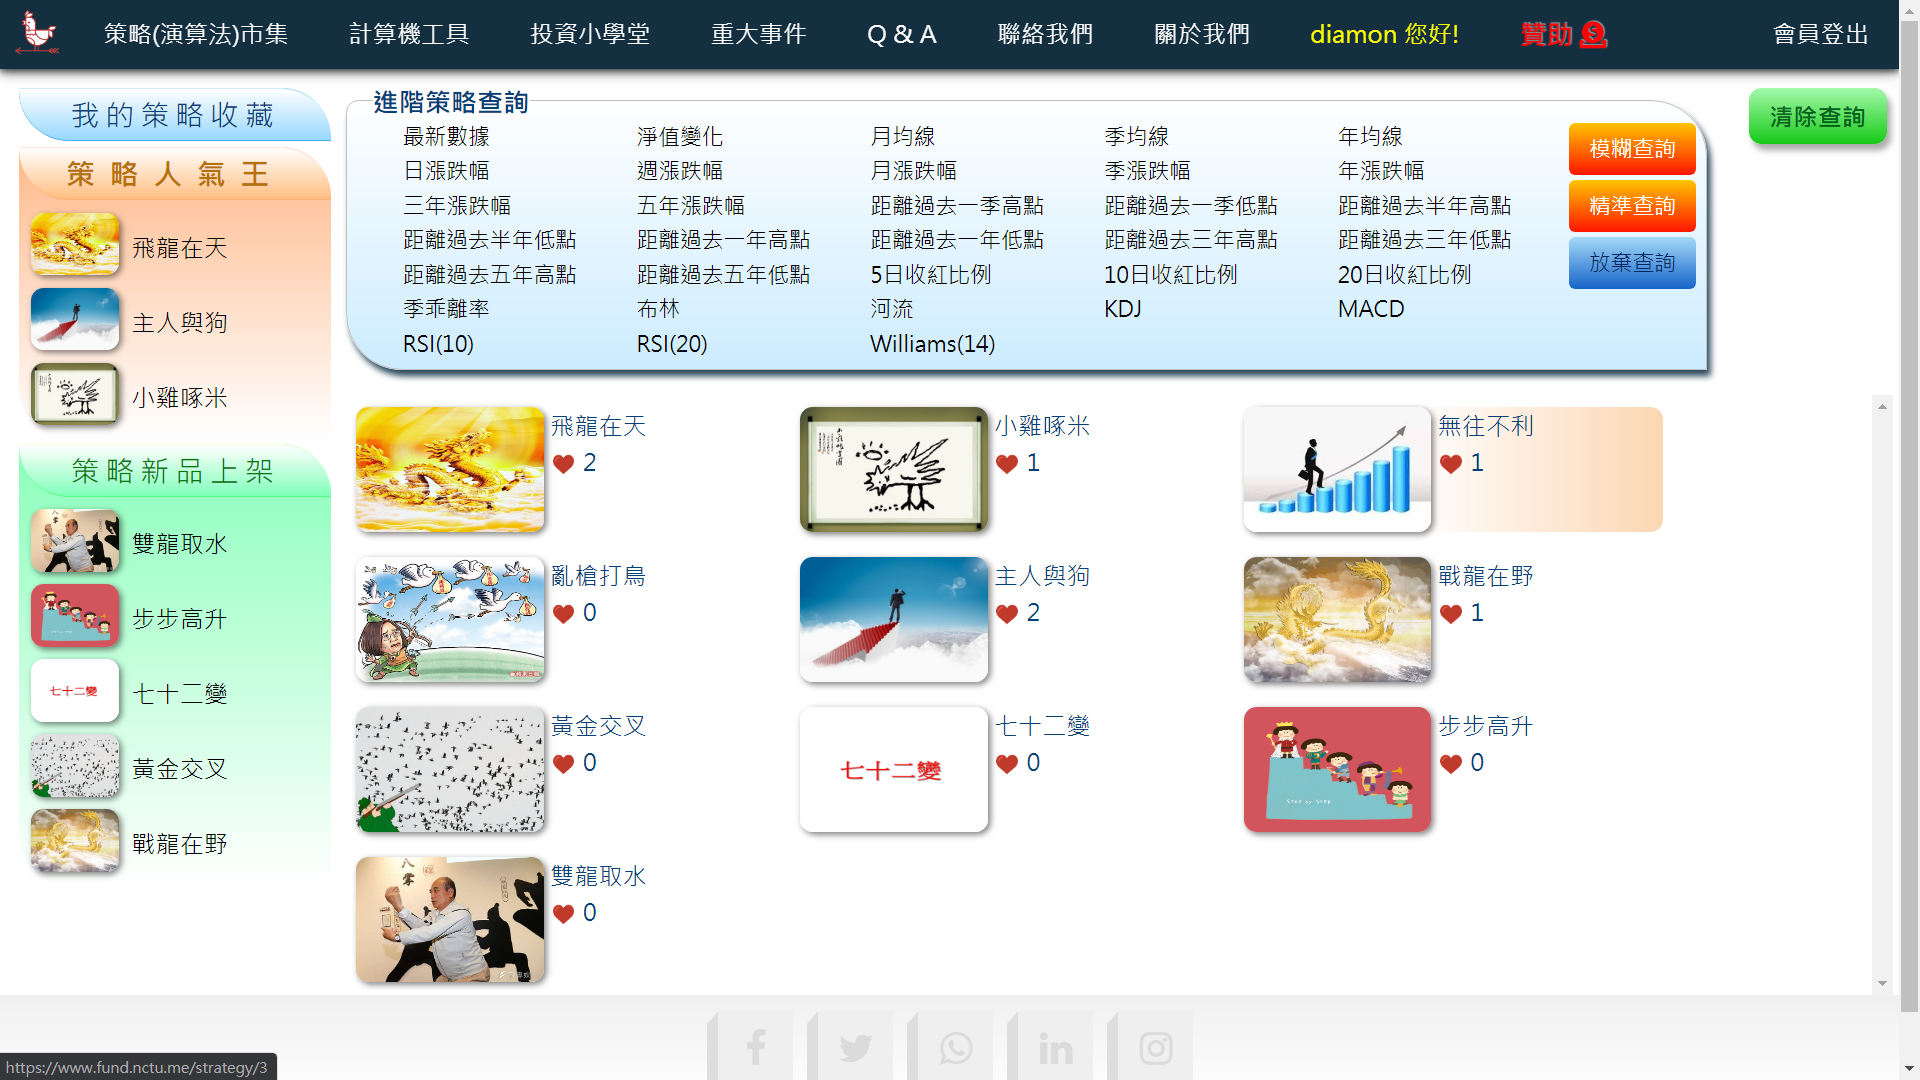 策略(演算法)市集 計算機工具 投資小學堂 重大事件 Q & A 聯絡我們 關於我們 diamon 您好! 贊助 會員登出
我的策略收藏
策略人氣王
飛龍在天
主人與狗
小雞啄米
策略新品上架
雙龍取水
步步高升
七十二變
七十二變
黃金交叉
戰龍在野
進階策略查詢
最新數據 淨值變化 月均線 季均線 年均線
日漲跌幅 週漲跌幅 月漲跌幅 季漲跌幅 年漲跌幅
三年漲跌幅 五年漲跌幅 距離過去一季高點 距離過去一季低點 距離過去半年高點
距離過去半年低點 距離過去一年高點 距離過去一年低點 距離過去三年高點 距離過去三年低點
距離過去五年高點 距離過去五年低點 5日收紅比例 10日收紅比例 20日收紅比例
季乖離率 布林 河流 KDJ MACD
RSI(10) RSI(20) Williams(14)
模糊查詢
精準查詢
放棄查詢
清除查詢
飛龍在天
2
小雞啄米
1
無往不利
1
亂槍打鳥
0
主人與狗
2
戰龍在野
1
黃金交叉
0
七十二變
七十二變
0
STEP by STEP
步步高升
0
八掌
雙龍取水
0
https://www.fund.nctu.me/strategy/3